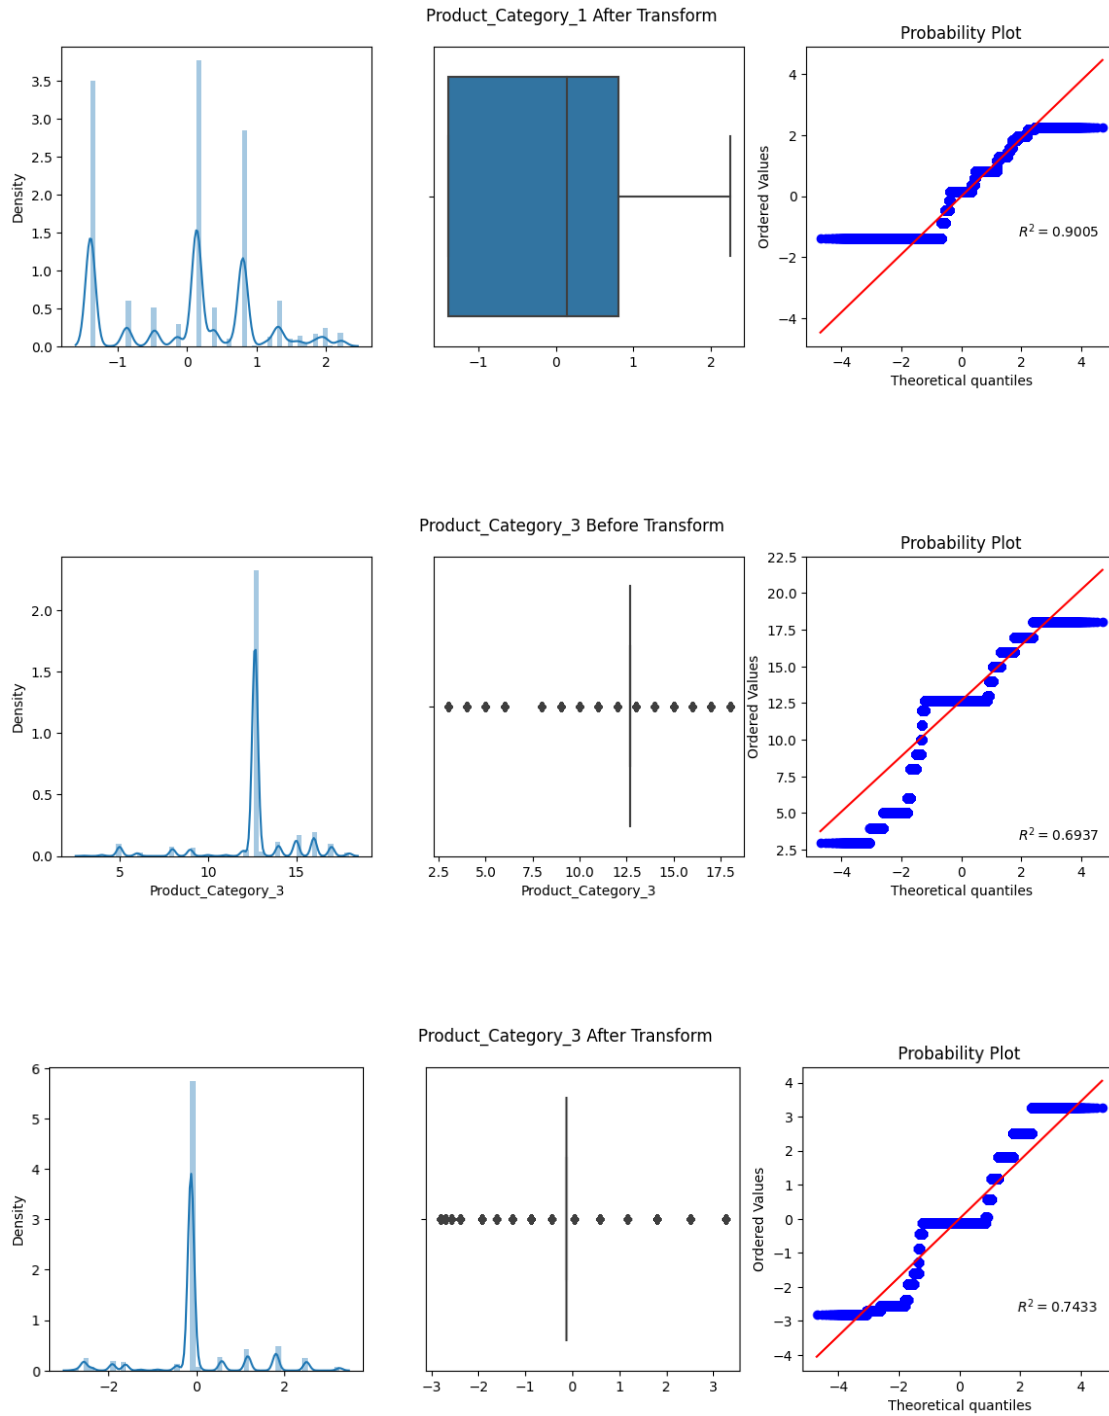 Product_Category_1 After Transform
Density
0.0
0.5
1.0
1.5
2.0
2.5
3.0
3.5
−1 0 1 2
−1 0 1 2
Probability Plot
Ordered Values
4
2
0
−2
−4
R² = 0.9005
−4 −2 0 2 4
Theoretical quantiles
Product_Category_3 Before Transform
Density
2.0
1.5
1.0
0.5
0.0
5 10 15
Product_Category_3
2.5 5.0 7.5 10.0 12.5 15.0 17.5
Product_Category_3
Probability Plot
Ordered Values
22.5
20.0
17.5
15.0
12.5
10.0
7.5
5.0
2.5
R² = 0.6937
−4 −2 0 2 4
Theoretical quantiles
Product_Category_3 After Transform
Density
6
5
4
3
2
1
0
−2 0 2
−3 −2 −1 0 1 2 3
Probability Plot
Ordered Values
4
3
2
1
0
−1
−2
−3
−4
R² = 0.7433
−4 −2 0 2 4
Theoretical quantiles